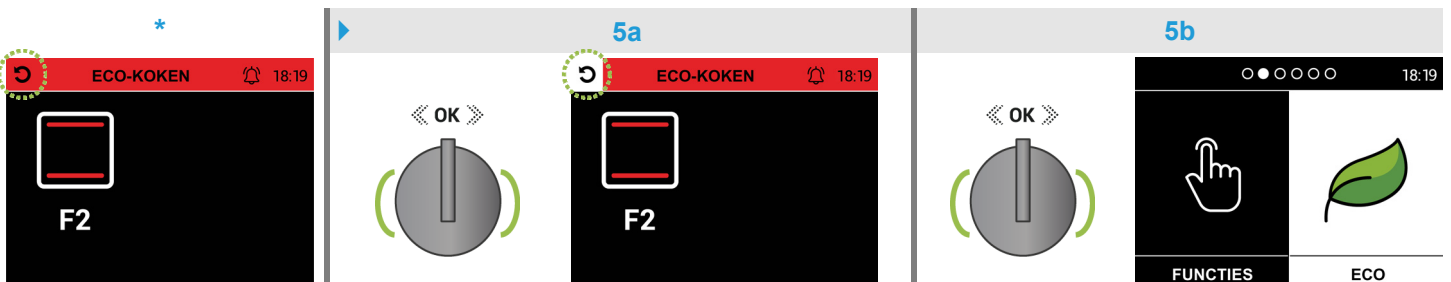 *
5a
5b
ECO-KOKEN 18:19
F2
OK
ECO-KOKEN 18:19
F2
OK
18:19
FUNCTIES
ECO